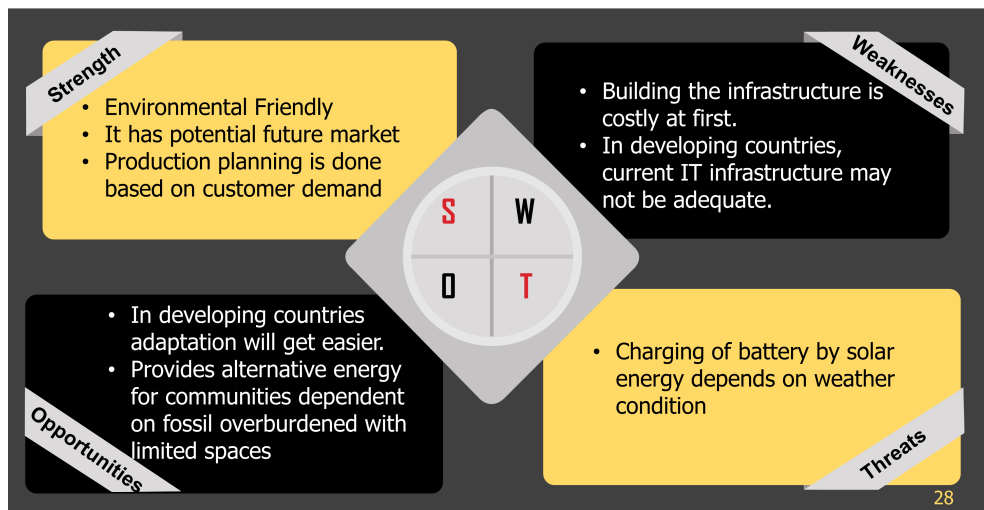 Strength
• Environmental Friendly
• It has potential future market
• Production planning is done
based on customer demand
Weaknesses
• Building the infrastructure is
costly at first.
• In developing countries,
current IT infrastructure may
not be adequate.
S W
O T
Opportunities
• In developing countries
adaptation will get easier.
• Provides alternative energy
for communities dependent
on fossil overburdened with
limited spaces
Threats
• Charging of battery by solar
energy depends on weather
condition
28